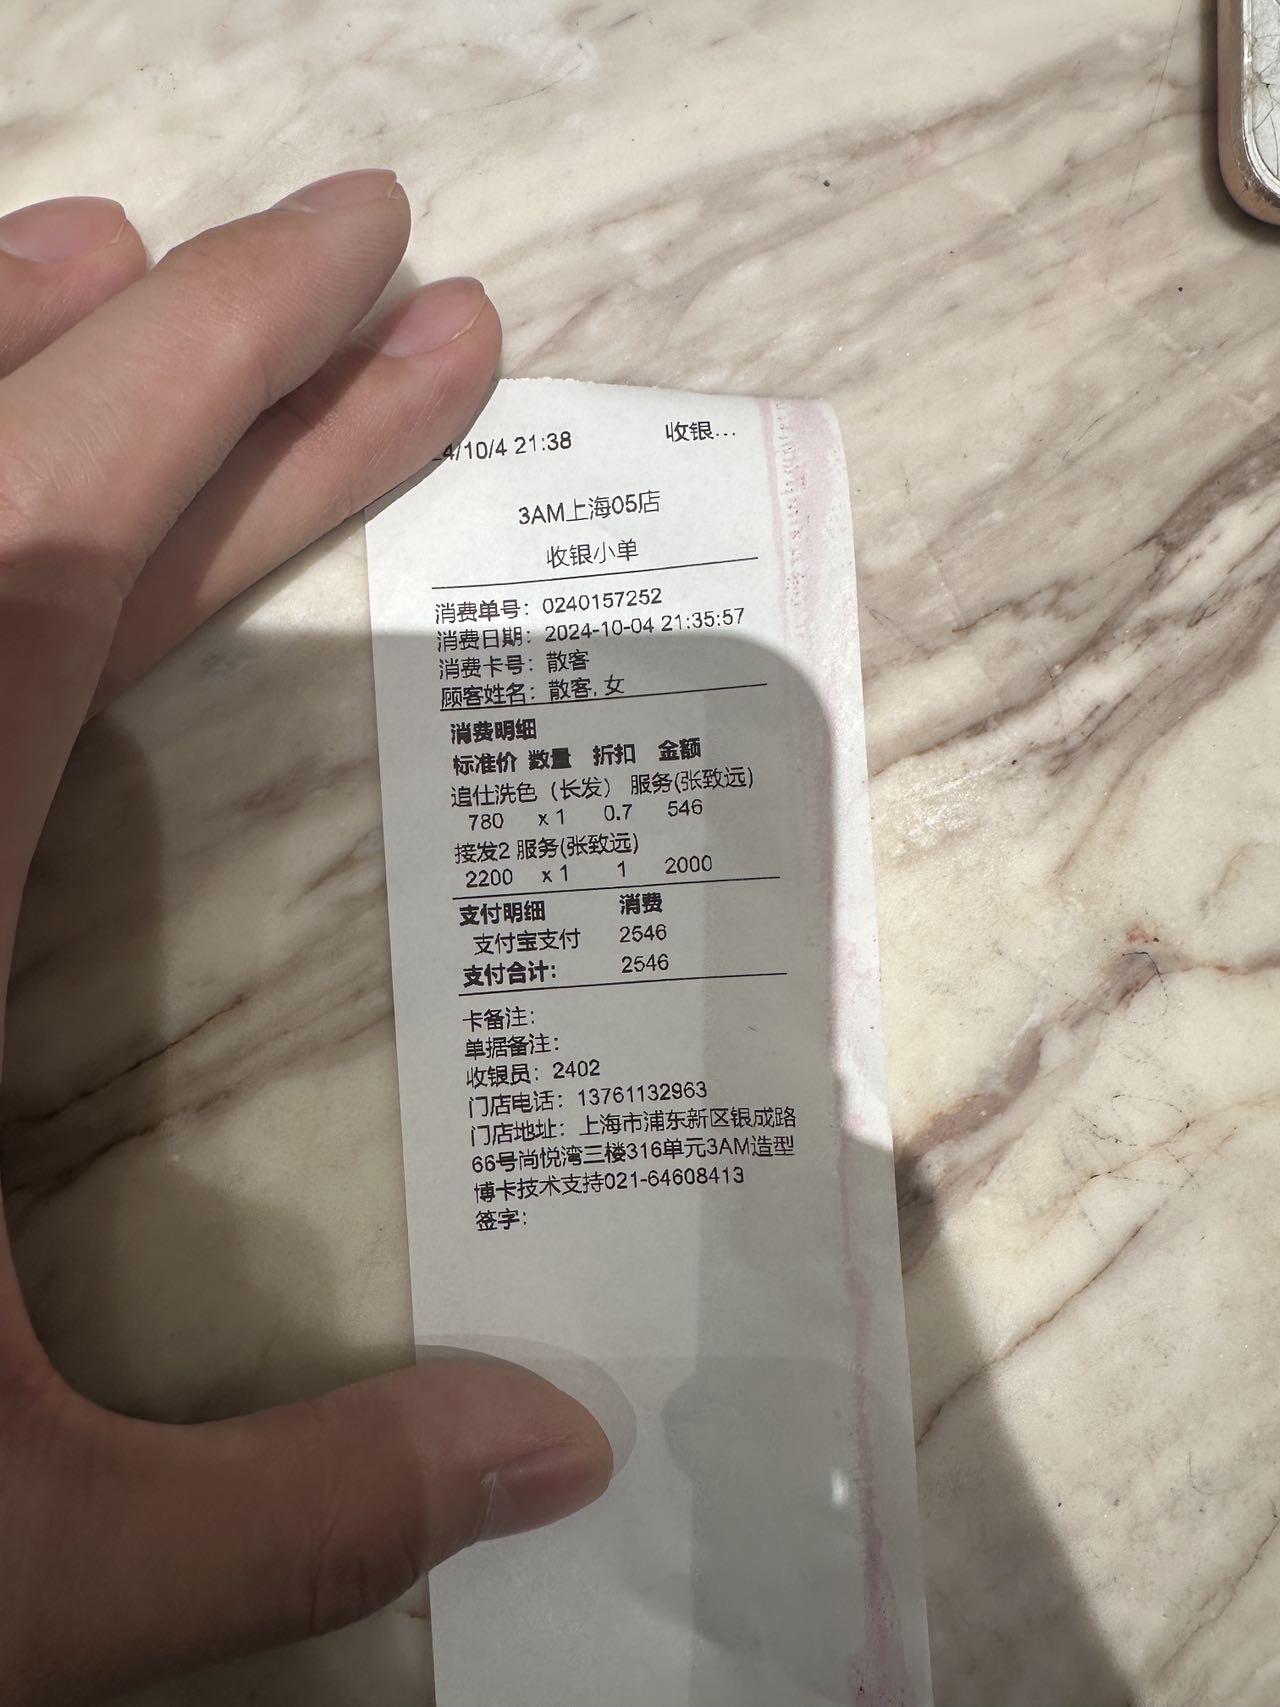 4/10/4 21:38 收银...
3AM上海05店
收银小单
消费单号：0240157252
消费日期：2024-10-04 21:35:57
消费卡号：散客
顾客姓名：散客, 女
消费明细
标准价 数量 折扣 金额
追仕洗色（长发） 服务(张致远)
780 x 1 0.7 546
接发2 服务(张致远)
2200 x 1 1 2000
支付明细 消费
支付宝支付 2546
支付合计: 2546
卡备注:
单据备注:
收银员：2402
门店电话：13761132963
门店地址：上海市浦东新区银成路
66号尚悦湾三楼316单元3AM造型
博卡技术支持021-64608413
签字: